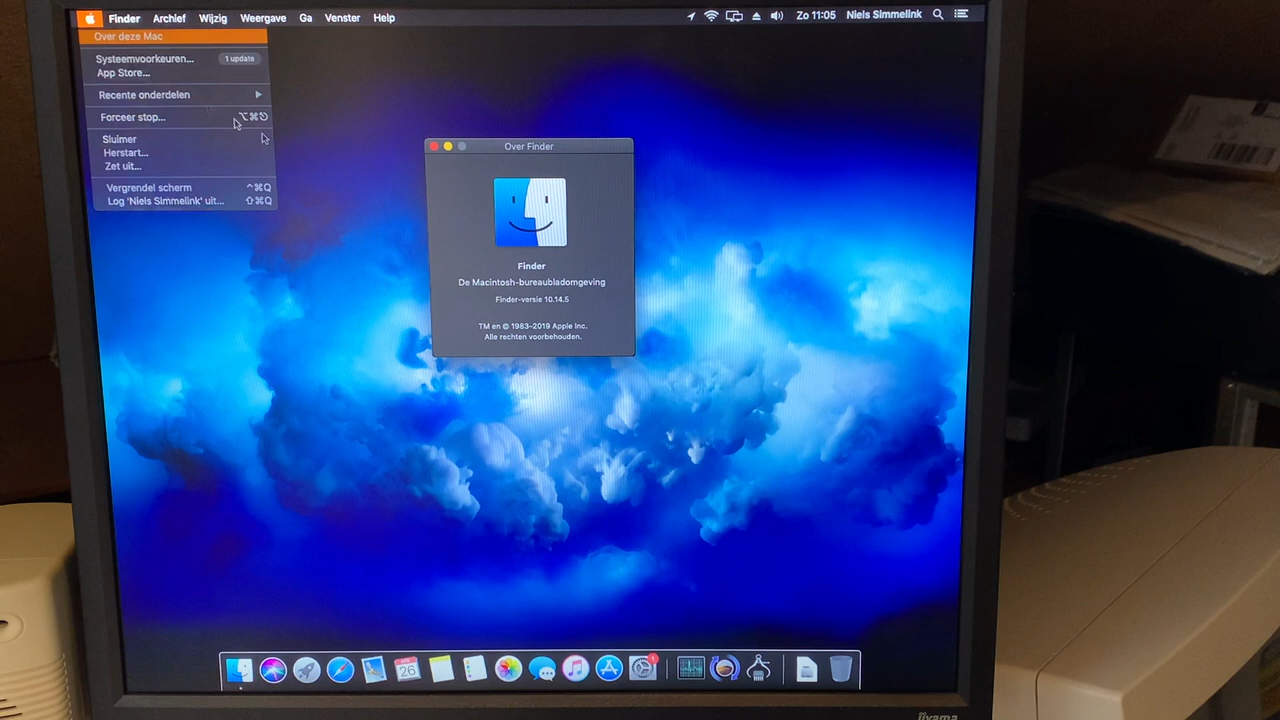 Finder Archief Wijzig Weergave Ga Venster Help Zo 11:05 Niels Simmelink
Over deze Mac
Systeemvoorkeuren... 1 update
App Store...
Recente onderdelen
Forceer stop... ⌥⌘⎋
Sluimer
Herstart...
Zet uit...
Vergrendel scherm ^⌘Q
Log 'Niels Simmelink' uit... ⇧⌘Q
Over Finder
Finder
De Macintosh-bureaubladomgeving
Finder-versie 10.14.5
TM en © 1983–2019 Apple Inc.
Alle rechten voorbehouden.
26
1
iiyama